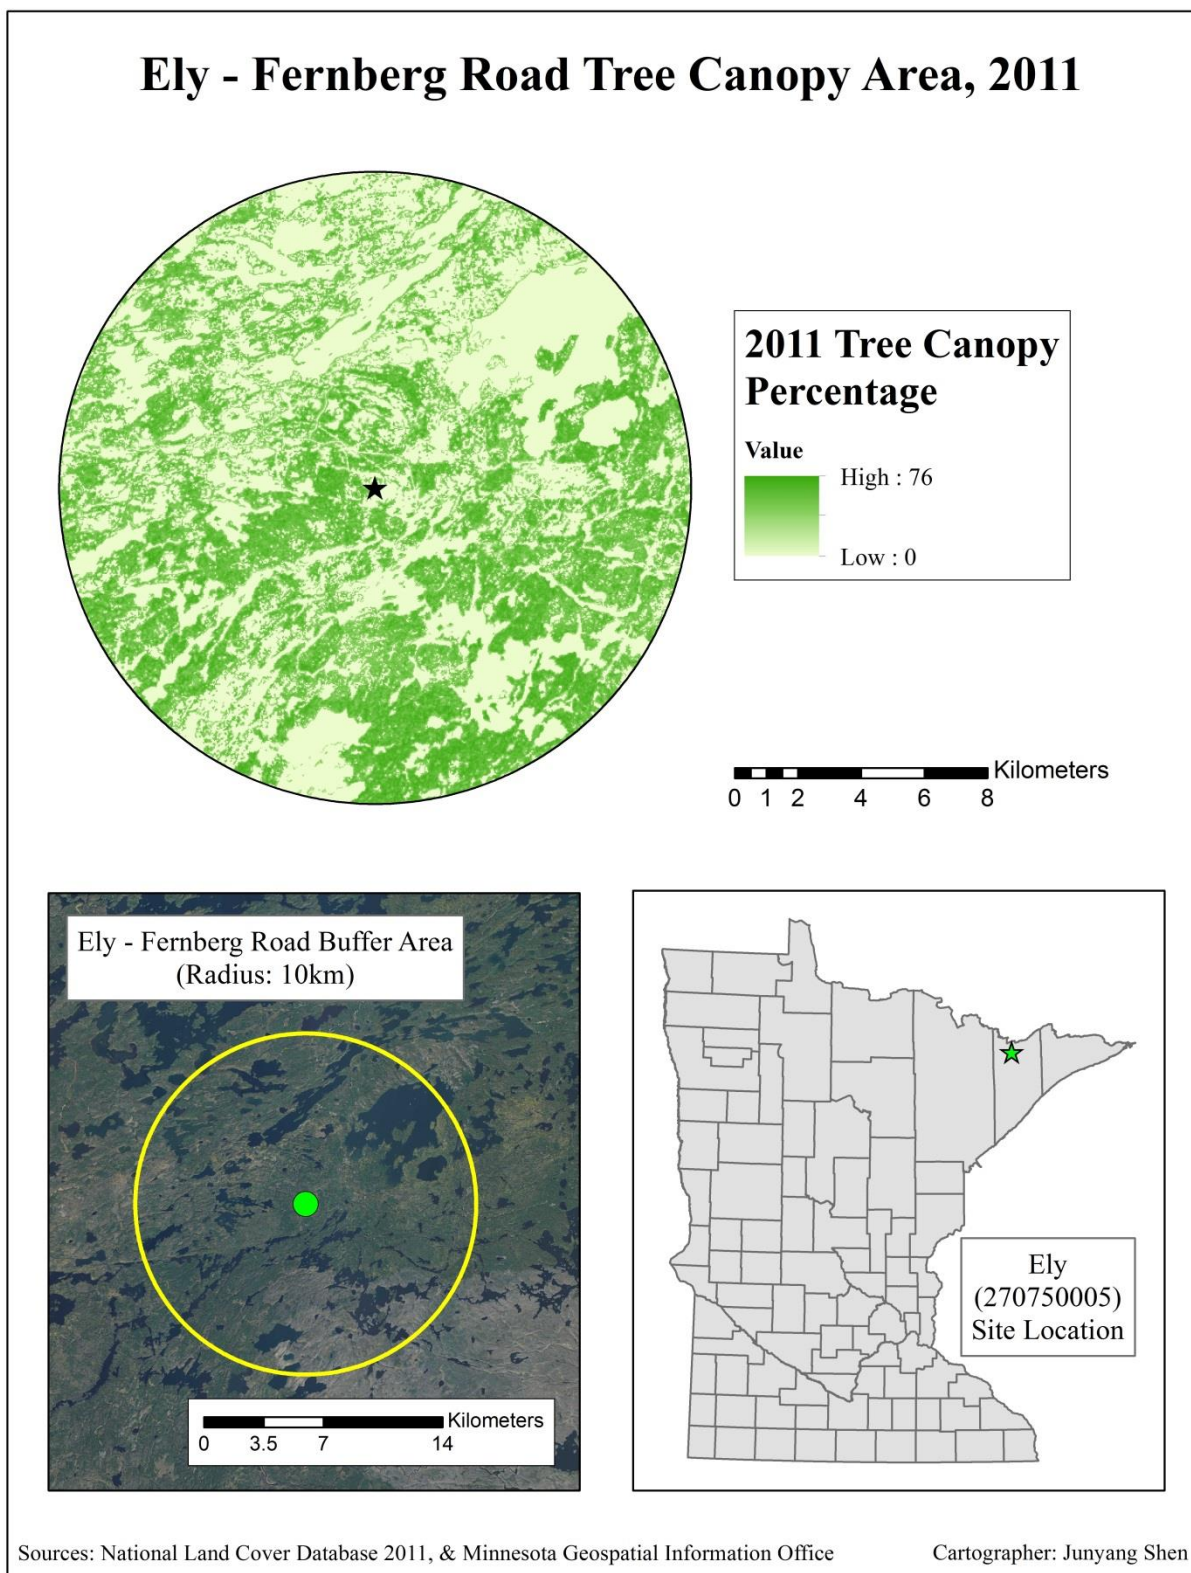 Ely - Fernberg Road Tree Canopy Area, 2011
2011 Tree Canopy
Percentage
Value
High : 76
Low : 0
Kilometers
0 1 2 4 6 8
Ely - Fernberg Road Buffer Area
(Radius: 10km)
Kilometers
0 3.5 7 14
Ely
(270750005)
Site Location
Sources: National Land Cover Database 2011, & Minnesota Geospatial Information Office
Cartographer: Junyang Shen